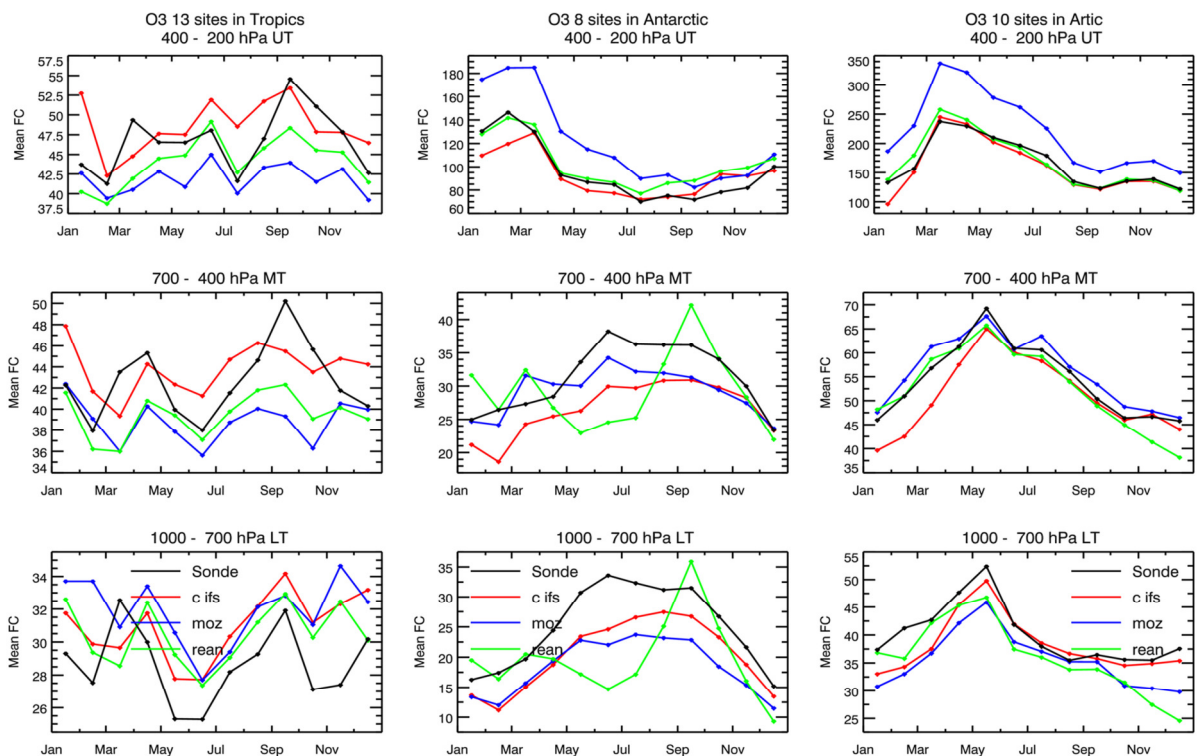 O3 13 sites in Tropics
400 - 200 hPa UT
57.5
55
52.5
50
47.5
45
42.5
40
37.5
Mean FC
Jan Mar May Jul Sep Nov
O3 8 sites in Antarctic
400 - 200 hPa UT
180
160
140
120
100
80
60
Mean FC
Jan Mar May Jul Sep Nov
O3 10 sites in Artic
400 - 200 hPa UT
350
300
250
200
150
100
Mean FC
Jan Mar May Jul Sep Nov
700 - 400 hPa MT
50
48
46
44
42
40
38
36
34
Mean FC
Jan Mar May Jul Sep Nov
700 - 400 hPa MT
40
35
30
25
20
Mean FC
Jan Mar May Jul Sep Nov
700 - 400 hPa MT
70
65
60
55
50
45
40
35
Mean FC
Jan Mar May Jul Sep Nov
1000 - 700 hPa LT
34
32
30
28
26
Mean FC
Sonde
c ifs
moz
rean
Jan Mar May Jul Sep Nov
1000 - 700 hPa LT
35
30
25
20
15
10
Mean FC
Sonde
c ifs
moz
rean
Jan Mar May Jul Sep Nov
1000 - 700 hPa LT
55
50
45
40
35
30
25
Mean FC
Sonde
c ifs
moz
rean
Jan Mar May Jul Sep Nov